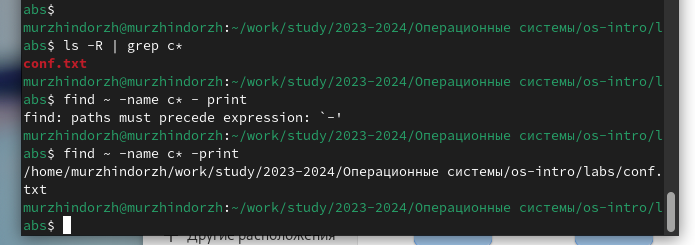 abs$
murzhindorzh@murzhindorzh:~/work/study/2023-2024/Операционные системы/os-intro/l
abs$ ls -R | grep c*
conf.txt
murzhindorzh@murzhindorzh:~/work/study/2023-2024/Операционные системы/os-intro/l
abs$ find ~ -name c* - print
find: paths must precede expression: `-'
murzhindorzh@murzhindorzh:~/work/study/2023-2024/Операционные системы/os-intro/l
abs$ find ~ -name c* -print
/home/murzhindorzh/work/study/2023-2024/Операционные системы/os-intro/labs/conf.
txt
murzhindorzh@murzhindorzh:~/work/study/2023-2024/Операционные системы/os-intro/l
abs$
+ Другие расположения